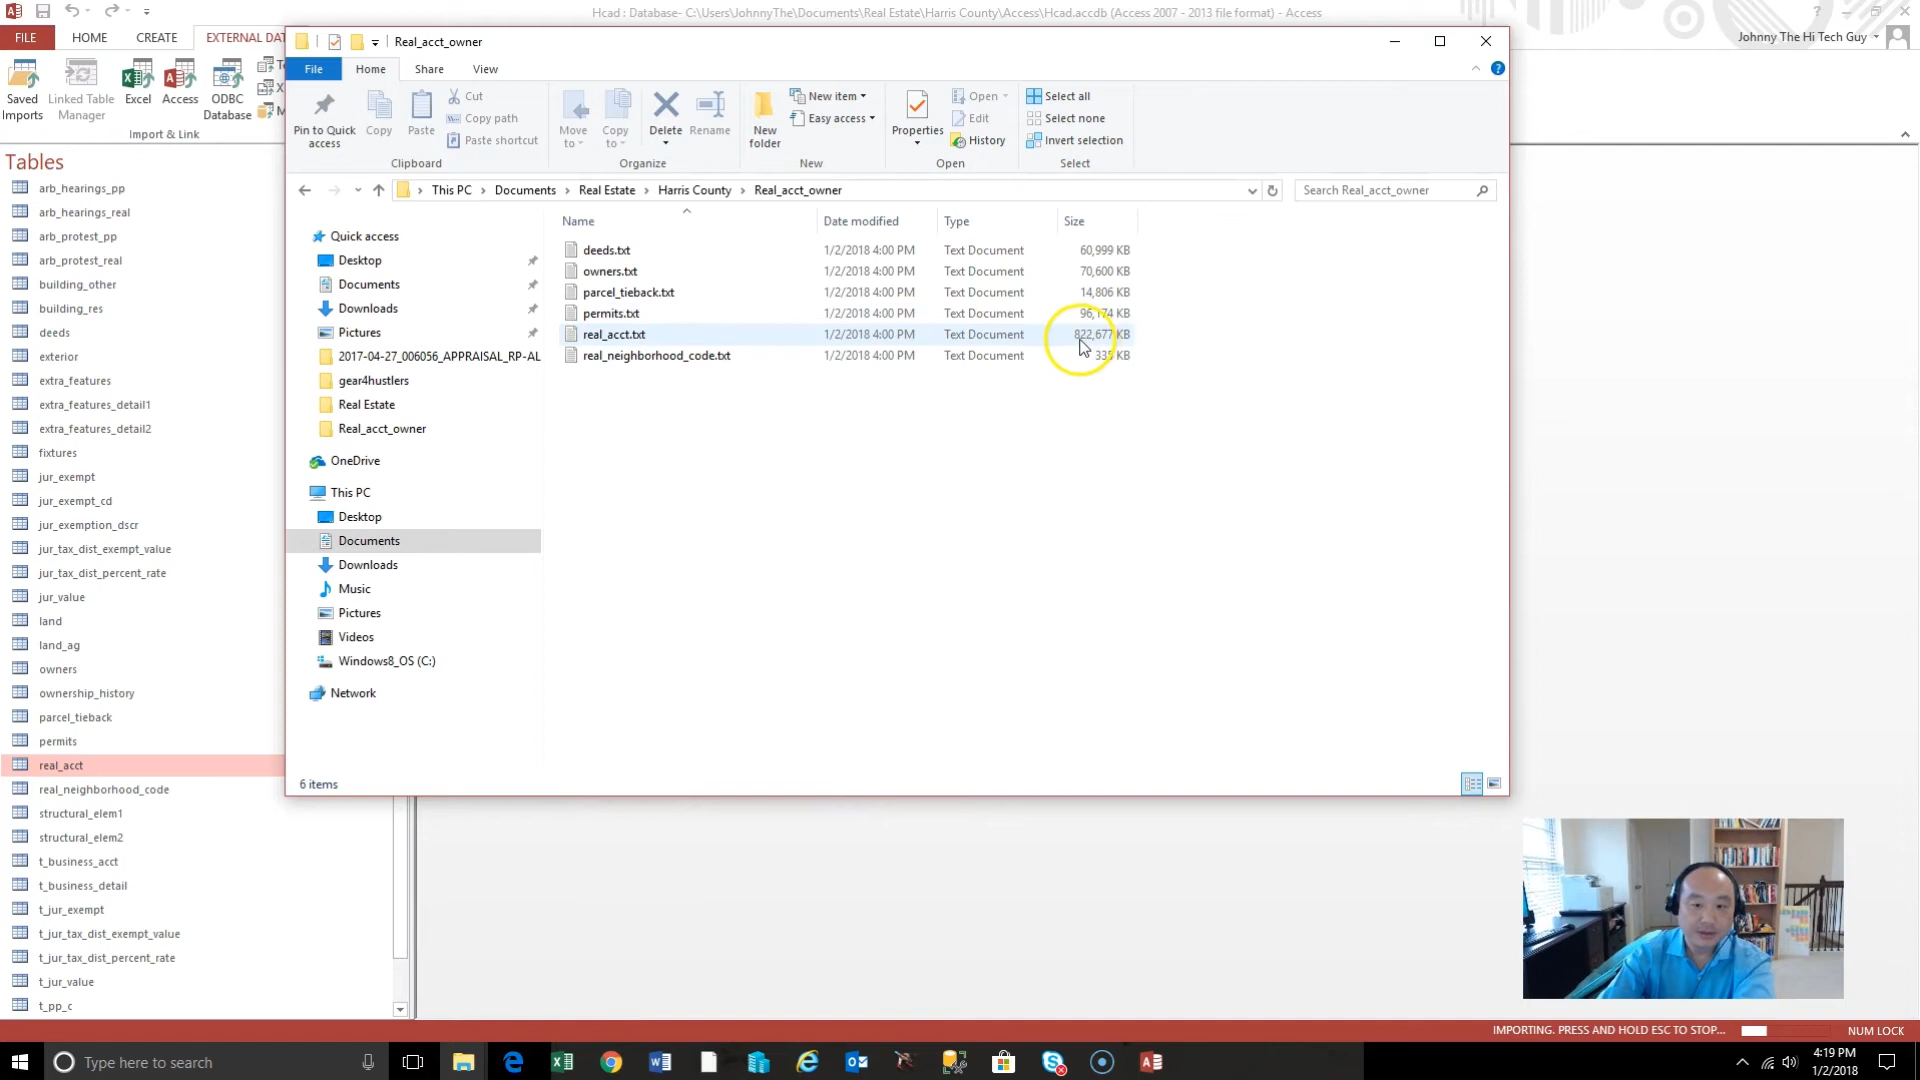 Hcad : Database- C:\Users\JohnnyThe\Documents\Real Estate\Harris County\Access\Hcad.accdb (Access 2007 - 2013 file format) - Access
FILE HOME CREATE EXTERNAL DAT
Johnny The Hi Tech Guy
Saved Imports
Linked Table Manager
Excel
Access
ODBC Database
Import & Link
Tables
arb_hearings_pp
arb_hearings_real
arb_protest_pp
arb_protest_real
building_other
building_res
deeds
exterior
extra_features
extra_features_detail1
extra_features_detail2
fixtures
jur_exempt
jur_exempt_cd
jur_exemption_dscr
jur_tax_dist_exempt_value
jur_tax_dist_percent_rate
jur_value
land
land_ag
owners
ownership_history
parcel_tieback
permits
real_acct
real_neighborhood_code
structural_elem1
structural_elem2
t_business_acct
t_business_detail
t_jur_exempt
t_jur_tax_dist_exempt_value
t_jur_tax_dist_percent_rate
t_jur_value
t_pp_c
Real_acct_owner
File Home Share View
Pin to Quick access
Copy
Paste
Cut
Copy path
Paste shortcut
Clipboard
Move to
Copy to
Delete
Rename
Organize
New folder
New item
Easy access
New
Properties
Open
Edit
History
Open
Select all
Select none
Invert selection
Select
This PC > Documents > Real Estate > Harris County > Real_acct_owner
Search Real_acct_owner
Name Date modified Type Size
deeds.txt 1/2/2018 4:00 PM Text Document 60,999 KB
owners.txt 1/2/2018 4:00 PM Text Document 70,600 KB
parcel_tieback.txt 1/2/2018 4:00 PM Text Document 14,806 KB
permits.txt 1/2/2018 4:00 PM Text Document 96,174 KB
real_acct.txt 1/2/2018 4:00 PM Text Document 822,677 KB
real_neighborhood_code.txt 1/2/2018 4:00 PM Text Document 335 KB
Quick access
Desktop
Documents
Downloads
Pictures
2017-04-27_006056_APPRAISAL_RP-AL
gear4hustlers
Real Estate
Real_acct_owner
OneDrive
This PC
Desktop
Documents
Downloads
Music
Pictures
Videos
Windows8_OS (C:)
Network
6 items
IMPORTING. PRESS AND HOLD ESC TO STOP...
NUM LOCK
Type here to search
4:19 PM
1/2/2018